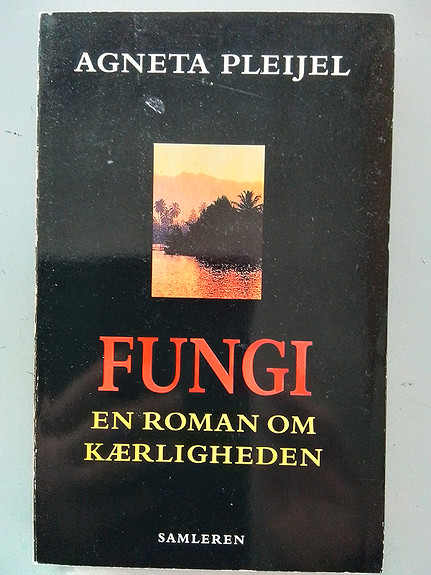 AGNETA PLEIJEL
FUNGI
EN ROMAN OM
KÆRLIGHEDEN
SAMLEREN